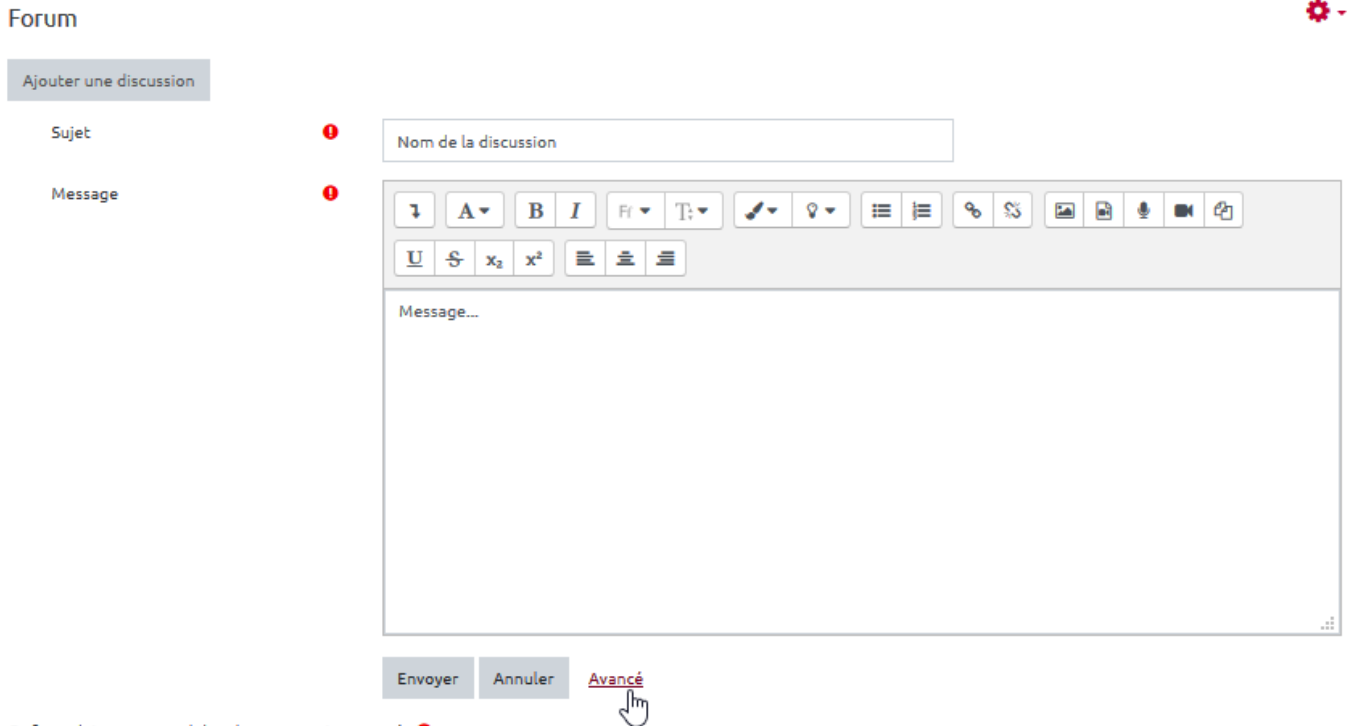 Forum
Ajouter une discussion
Sujet
Nom de la discussion
Message
Message...
Envoyer Annuler Avancé